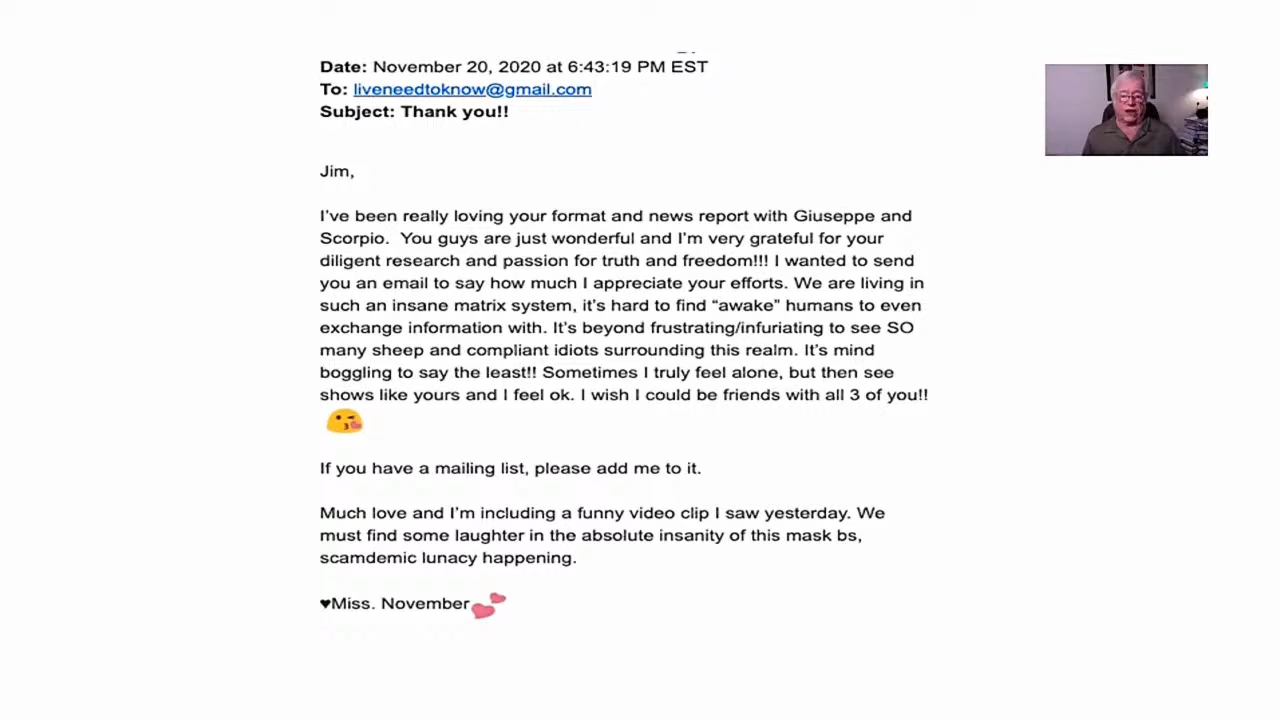 Date: November 20, 2020 at 6:43:19 PM EST
To: liveneedtoknow@gmail.com
Subject: Thank you!!
Jim,
I've been really loving your format and news report with Giuseppe and
Scorpio.  You guys are just wonderful and I'm very grateful for your
diligent research and passion for truth and freedom!!! I wanted to send
you an email to say how much I appreciate your efforts. We are living in
such an insane matrix system, it's hard to find “awake” humans to even
exchange information with. It's beyond frustrating/infuriating to see SO
many sheep and compliant idiots surrounding this realm. It's mind
boggling to say the least!! Sometimes I truly feel alone, but then see
shows like yours and I feel ok. I wish I could be friends with all 3 of you!!
😘
If you have a mailing list, please add me to it.
Much love and I'm including a funny video clip I saw yesterday. We
must find some laughter in the absolute insanity of this mask bs,
scamdemic lunacy happening.
♥Miss. November💕